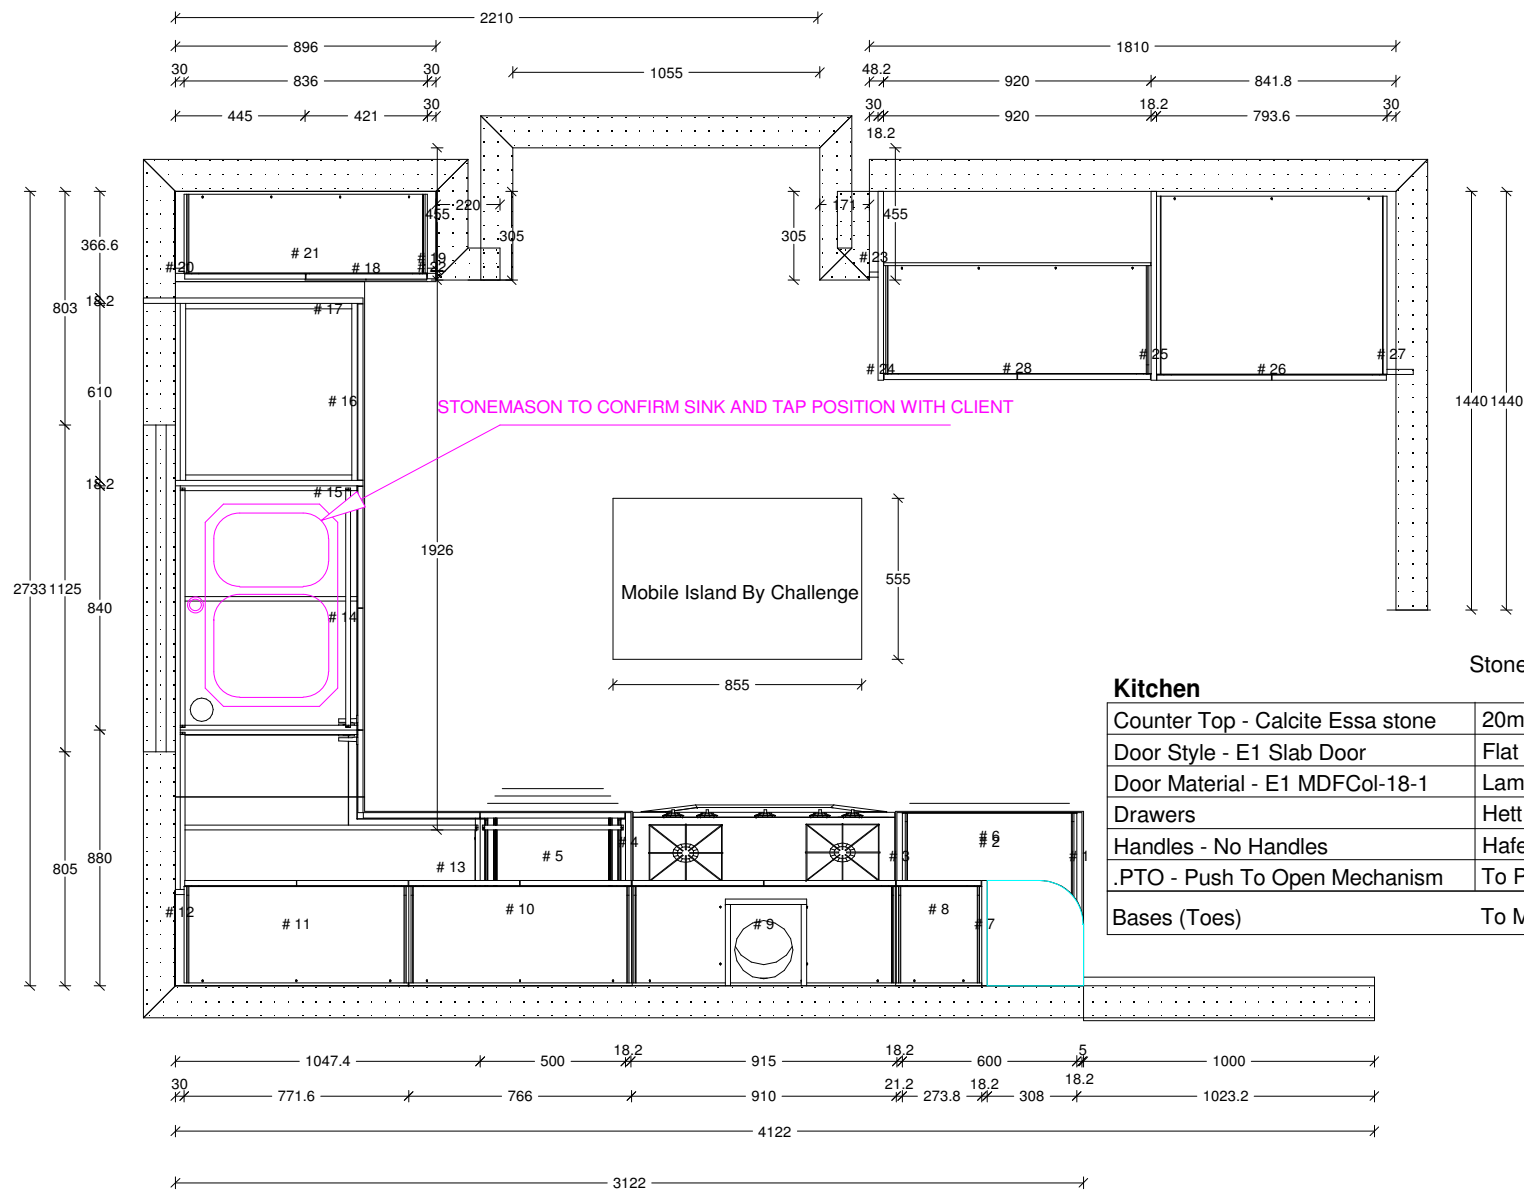 2210
896
1810
30 836 30
1055
48.2 920 841.8
445 421 30
30 18.2 920 18.2 793.6 30
455 220 305
305 171 455
366.6
# 21
# 20
# 18
# 19
# 22
# 23
18.2
803
# 17
610
# 16
# 24
# 28
# 25
# 26
# 27
1440 1440
STONEMASON TO CONFIRM SINK AND TAP POSITION WITH CLIENT
18.2
# 15
1926
2733 1125
555
Mobile Island By Challenge
840
# 14
855
Stone
Kitchen
Counter Top - Calcite Essa stone 20m
Door Style - E1 Slab Door Flat
Door Material - E1 MDFCol-18-1 Lam
Drawers Hett
Handles - No Handles Hafe
.PTO - Push To Open Mechanism To P
Bases (Toes) To M
805
880
# 13
# 5
# 4
# 3
# 6
# 2
# 1
# 12
# 11
# 10
# 9
# 8
# 7
1047.4 500 18.2 915 18.2 600 5 1000
30 771.6 766 910 21.2 273.8 18.2 308 18.2 1023.2
4122
3122